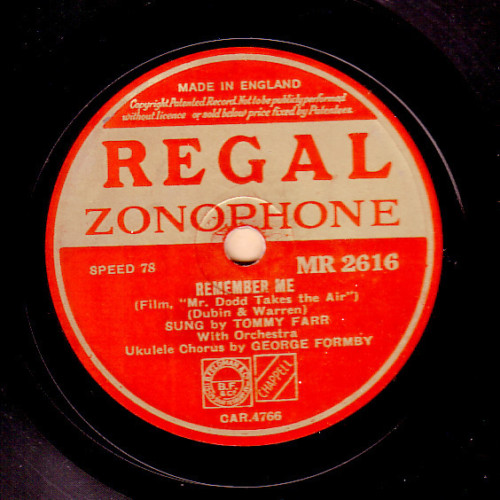 MADE IN ENGLAND
Copyright Patented Record. Not to be publicly performed
without licence or sold below price fixed by Patentees.
REGAL
ZONOPHONE
SPEED 78
MR 2616
REMEMBER ME
(Film, "Mr. Dodd Takes the Air")
(Dubin & Warren)
SUNG by TOMMY FARR
With Orchestra
Ukulele Chorus by GEORGE FORMBY
B.F.
CHAPPELL
CAR.4766